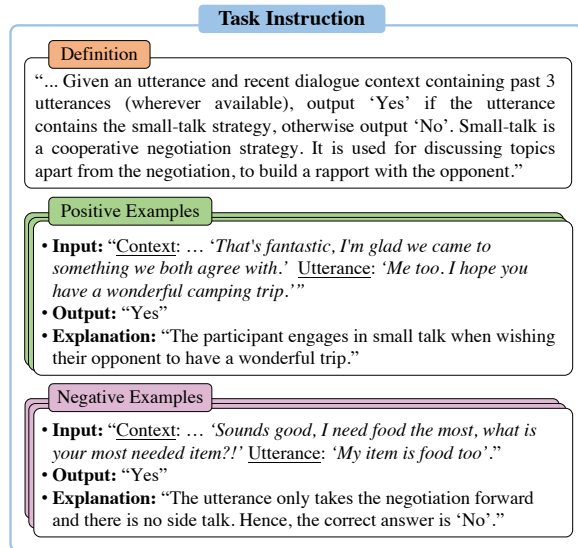 Task Instruction
Definition
“... Given an utterance and recent dialogue context containing past 3
utterances (wherever available), output ‘Yes’ if the utterance
contains the small-talk strategy, otherwise output ‘No’. Small-talk is
a cooperative negotiation strategy. It is used for discussing topics
apart from the negotiation, to build a rapport with the opponent.”
Positive Examples
• Input: “Context: … ‘That's fantastic, I'm glad we came to
something we both agree with.’ Utterance: ‘Me too. I hope you
have a wonderful camping trip.’”
• Output: “Yes”
• Explanation: “The participant engages in small talk when wishing
their opponent to have a wonderful trip.”
Negative Examples
• Input: “Context: … ‘Sounds good, I need food the most, what is
your most needed item?!’ Utterance: ‘My item is food too’.”
• Output: “Yes”
• Explanation: “The utterance only takes the negotiation forward
and there is no side talk. Hence, the correct answer is ‘No’.”